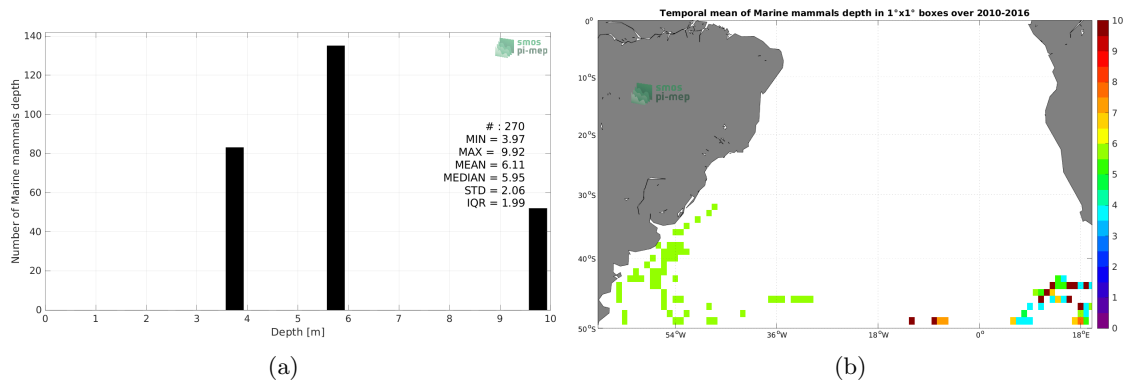 140
120
100
80
60
40
20
0
Number of Marine mammals depth
smos
pi-mep
# : 270
MIN = 3.97
MAX = 9.92
MEAN = 6.11
MEDIAN = 5.95
STD = 2.06
IQR = 1.99
0 1 2 3 4 5 6 7 8 9 10
Depth [m]
(a)
Temporal mean of Marine mammals depth in 1°x1° boxes over 2010-2016
0°
10°S
20°S
30°S
40°S
50°S
smos
pi-mep
54°W 36°W 18°W 0° 18°E
10
9
8
7
6
5
4
3
2
1
0
(b)